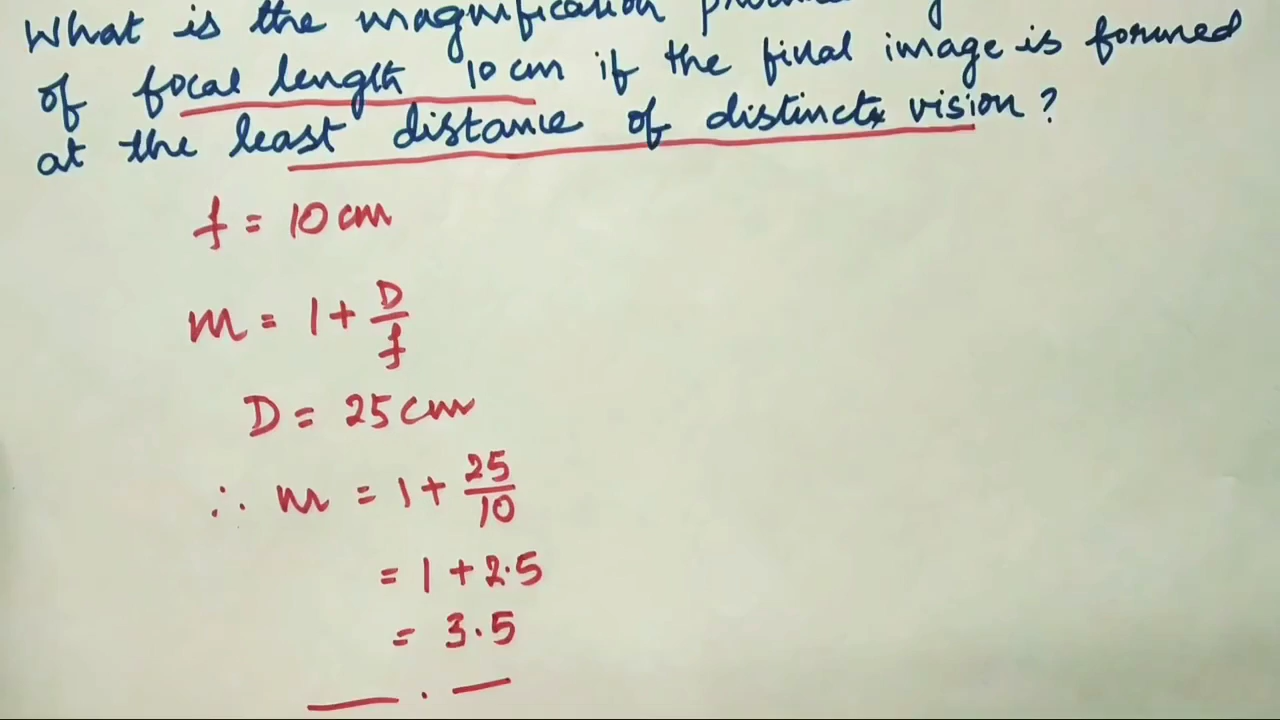 What is the magnification
of focal length 10 cm if the final image is formed
at the least distance of distinct vision?
f = 10 cm
m = 1 + D/f
D = 25 cm
∴ m = 1 + 25/10
= 1 + 2.5
= 3.5